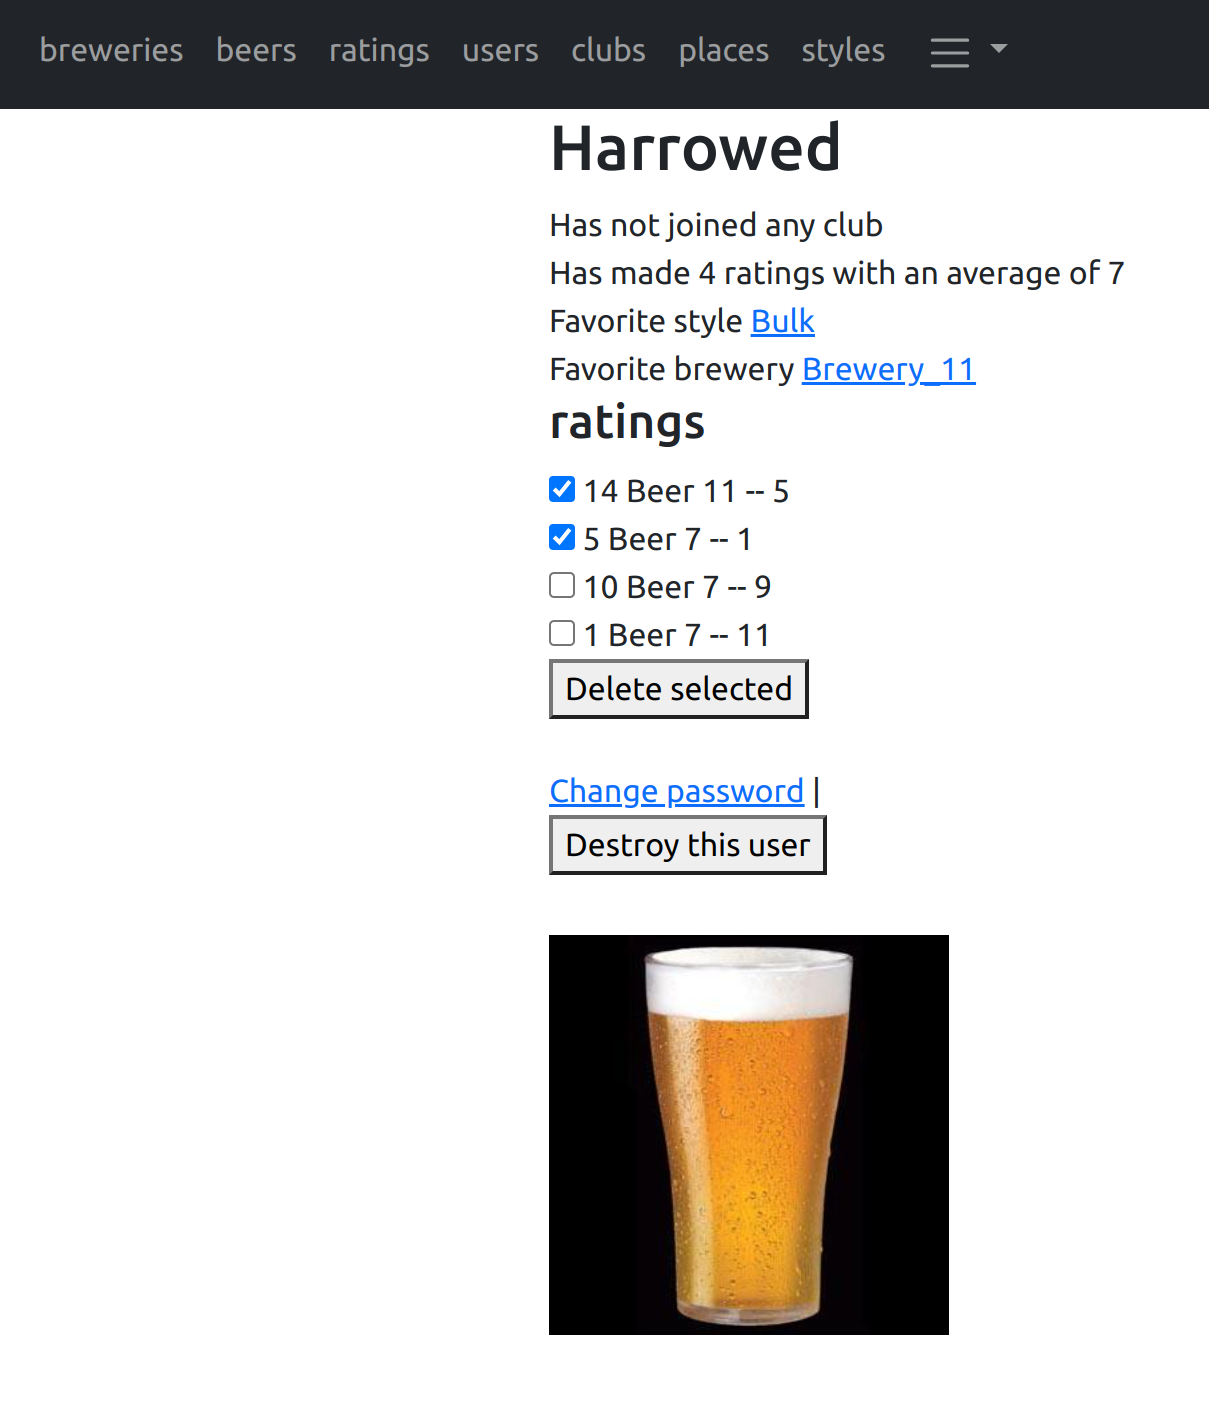 breweries beers ratings users clubs places styles
Harrowed
Has not joined any club
Has made 4 ratings with an average of 7
Favorite style Bulk
Favorite brewery Brewery_11
ratings
14 Beer 11 -- 5
5 Beer 7 -- 1
10 Beer 7 -- 9
1 Beer 7 -- 11
Delete selected
Change password |
Destroy this user